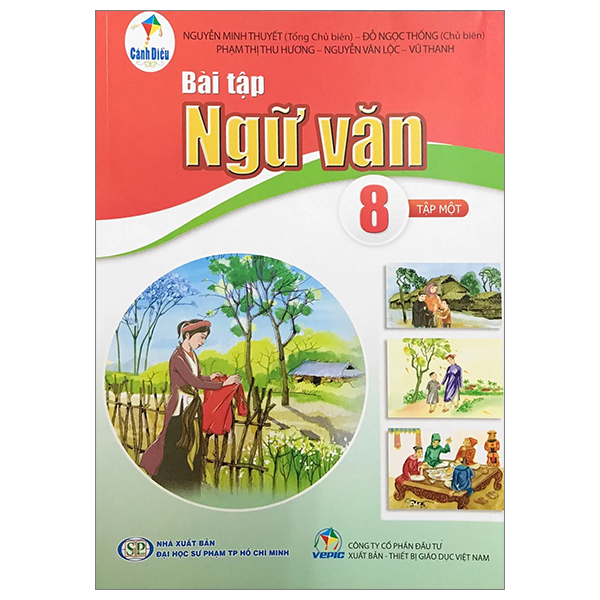 Cánh Diều
NGUYỄN MINH THUYẾT (Tổng Chủ biên) – ĐỖ NGỌC THỐNG (Chủ biên)
PHẠM THỊ THU HƯƠNG – NGUYỄN VĂN LỘC – VŨ THANH
Bài tập
Ngữ văn
8
TẬP MỘT
SP
NHÀ XUẤT BẢN
ĐẠI HỌC SƯ PHẠM TP HỒ CHÍ MINH
VEPIC
CÔNG TY CỔ PHẦN ĐẦU TƯ
XUẤT BẢN - THIẾT BỊ GIÁO DỤC VIỆT NAM